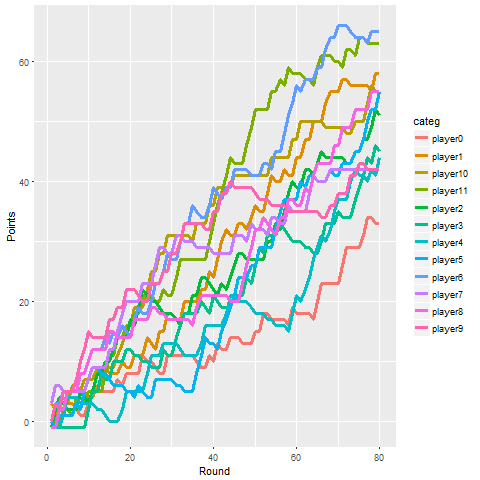 60
40
20
0
Points
0 20 40 60 80
Round
categ
player0
player1
player10
player11
player2
player3
player4
player5
player6
player7
player8
player9